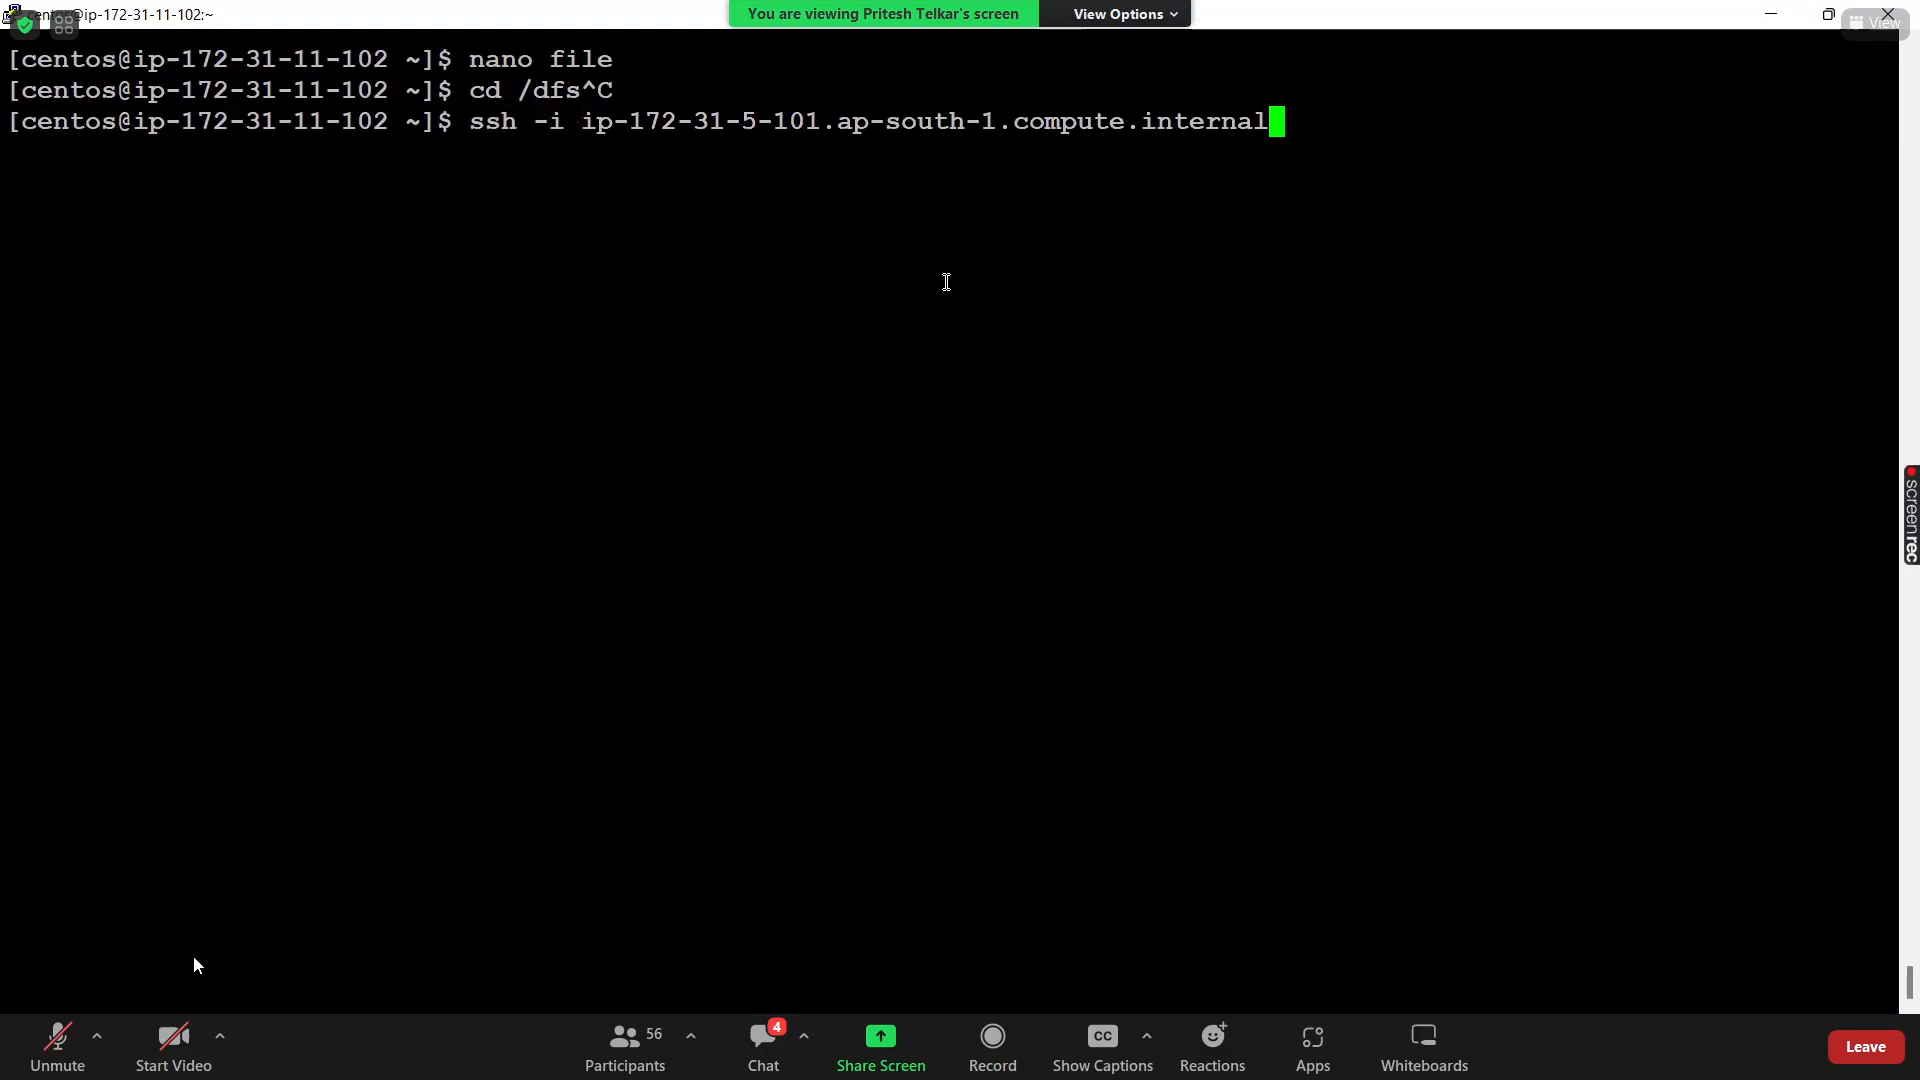 centos@ip-172-31-11-102:~
You are viewing Pritesh Telkar's screen
View Options
View
[centos@ip-172-31-11-102 ~]$ nano file
[centos@ip-172-31-11-102 ~]$ cd /dfs^C
[centos@ip-172-31-11-102 ~]$ ssh -i ip-172-31-5-101.ap-south-1.compute.internal
screenrec
Unmute
Start Video
56
Participants
4
Chat
Share Screen
Record
CC
Show Captions
Reactions
Apps
Whiteboards
Leave